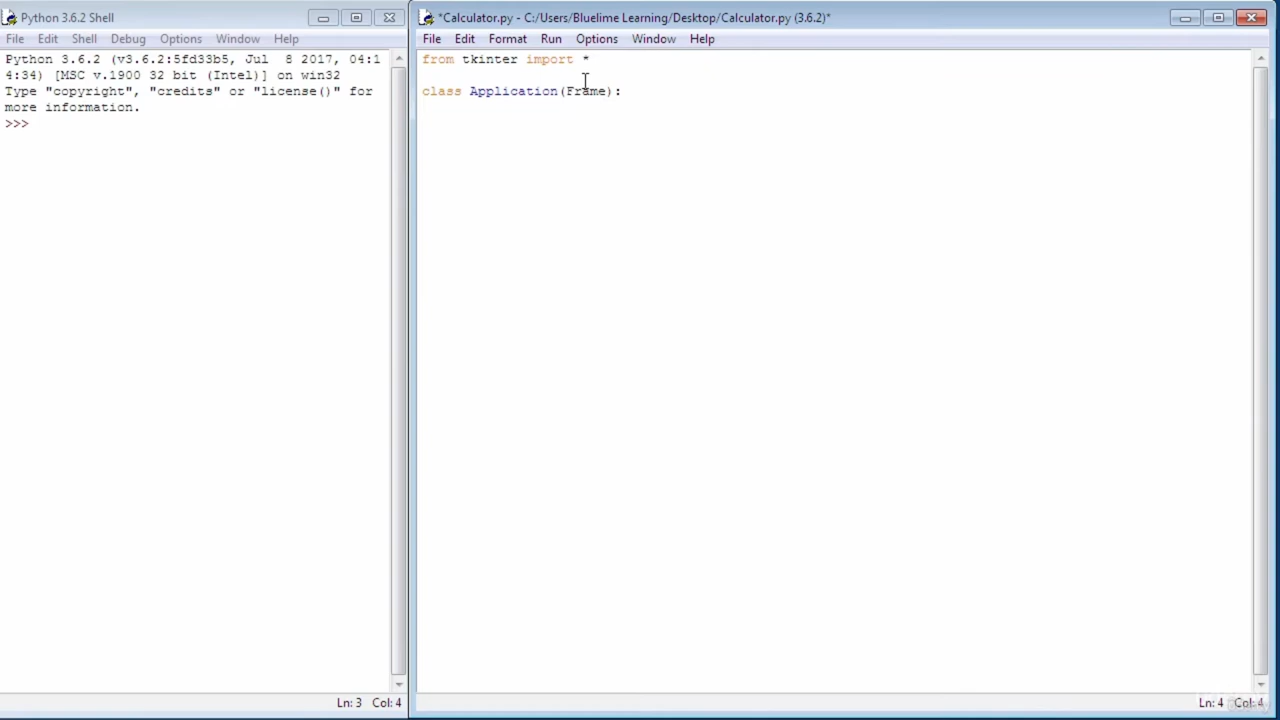 Python 3.6.2 Shell
File Edit Shell Debug Options Window Help
Python 3.6.2 (v3.6.2:5fd33b5, Jul  8 2017, 04:1
4:34) [MSC v.1900 32 bit (Intel)] on win32
Type "copyright", "credits" or "license()" for
more information.
>>>
Ln: 3 Col: 4
*Calculator.py - C:/Users/Bluelime Learning/Desktop/Calculator.py (3.6.2)*
File Edit Format Run Options Window Help
from tkinter import *
class Application(Frame):
Ln: 4 Col: 4